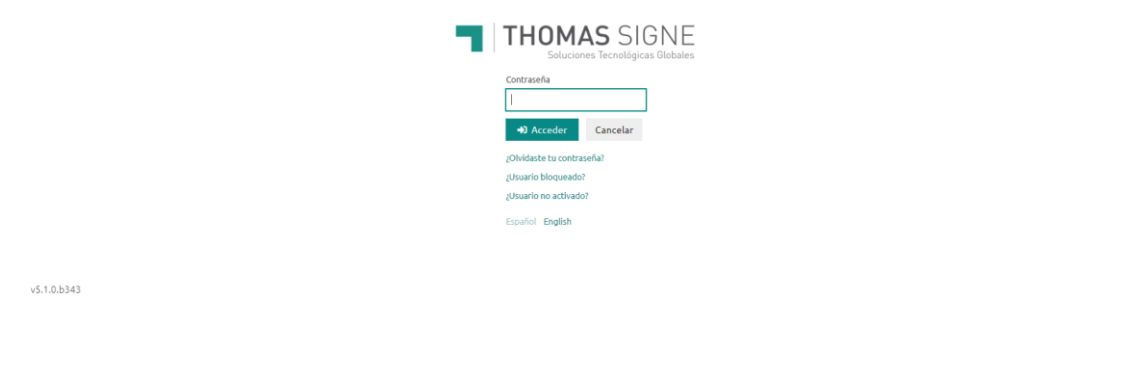 THOMAS SIGNE
Soluciones Tecnológicas Globales
Contraseña
Acceder Cancelar
¿Olvidaste tu contraseña?
¿Usuario bloqueado?
¿Usuario no activado?
Español English
v5.1.0.b343